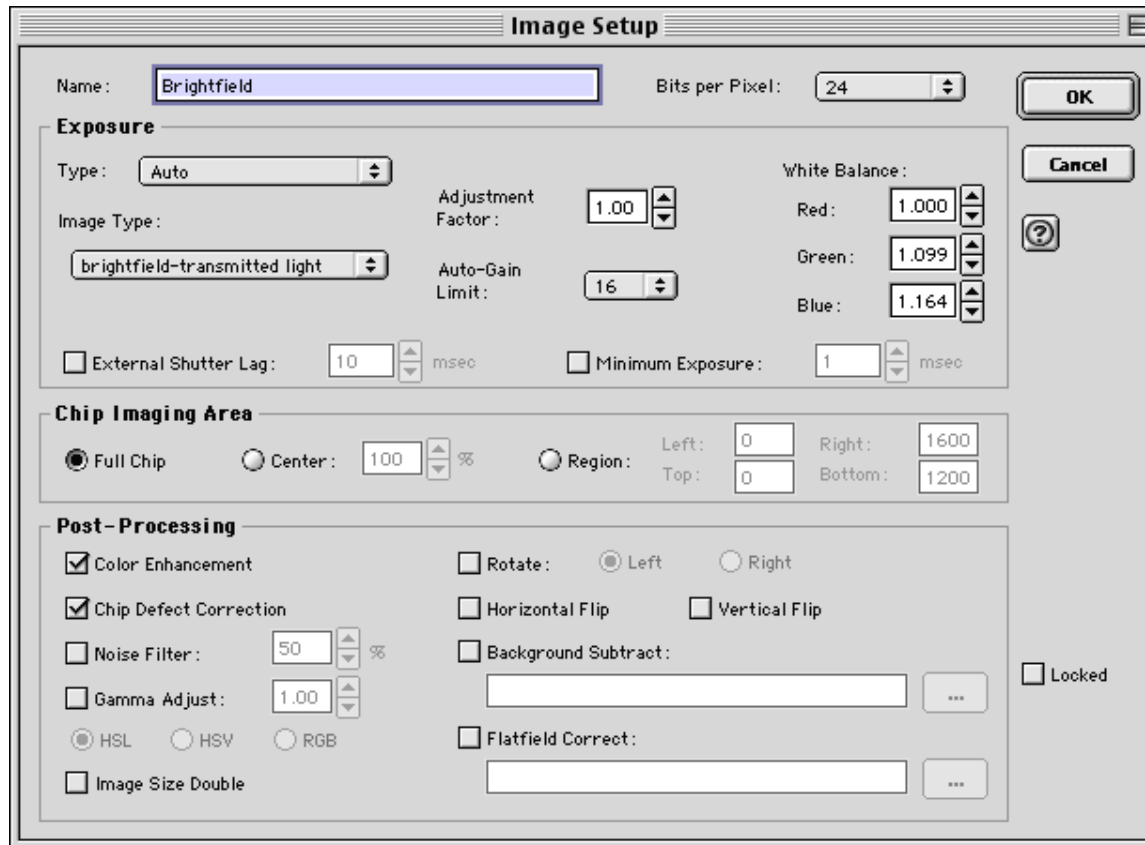 Image Setup
Name: Brightfield Bits per Pixel: 24
OK
Exposure
Type: Auto
White Balance:
Cancel
Adjustment Factor: 1.00
Red: 1.000
Image Type:
Green: 1.099
brightfield-transmitted light
Auto-Gain Limit: 16
Blue: 1.164
External Shutter Lag: 10 msec Minimum Exposure: 1 msec
Chip Imaging Area
Full Chip Center: 100 % Region:
Left: 0 Right: 1600
Top: 0 Bottom: 1200
Post-Processing
Color Enhancement Rotate: Left Right
Chip Defect Correction Horizontal Flip Vertical Flip
Noise Filter: 50 % Background Subtract:
Locked
Gamma Adjust: 1.00 ...
HSL HSV RGB Flatfield Correct:
Image Size Double ...